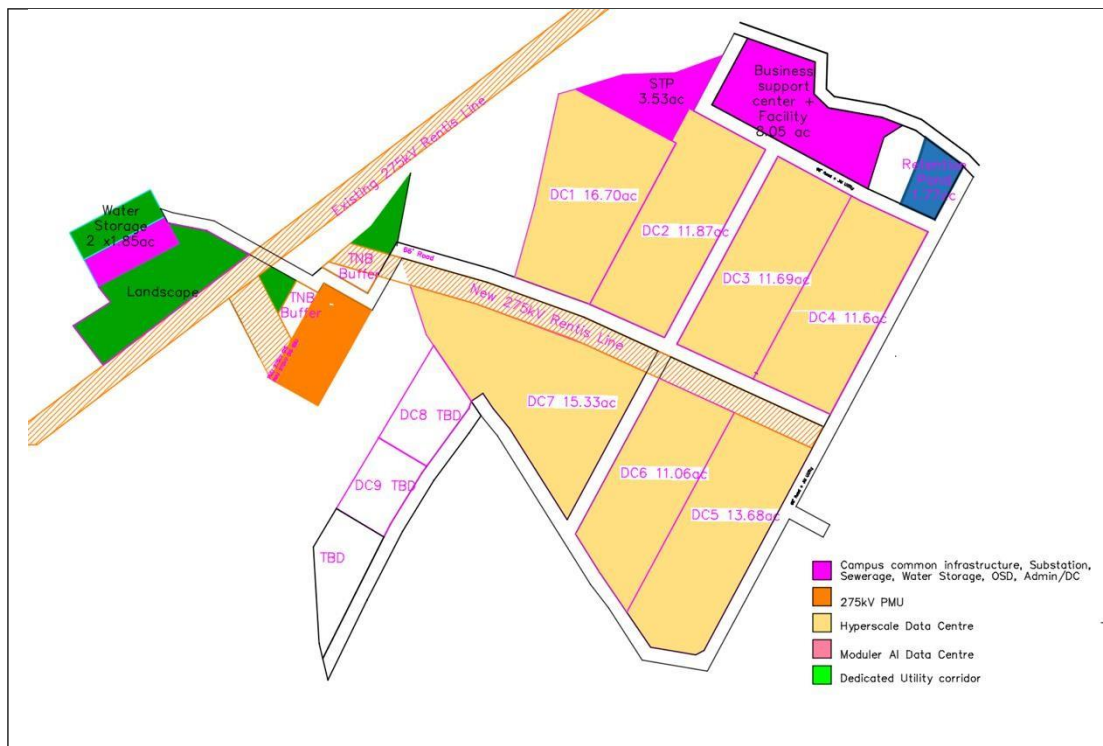 STP
3.53ac
Business
support
center +
Facility
8.05 ac
Existing 275kV Rentis Line
DC1 16.70ac
DC2 11.87ac
DC3 11.69ac
DC4 11.6ac
Water
Storage
2 x1.85ac
Landscape
TNB
Buffer
TNB
Buffer
66' Road
New 275kV Rentis Line
DC7 15.33ac
DC8 TBD
DC9 TBD
TBD
DC6 11.06ac
DC5 13.68ac
Campus common infrastructure, Substation,
Sewerage, Water Storage, OSD, Admin/DC
275kV PMU
Hyperscale Data Centre
Moduler AI Data Centre
Dedicated Utility corridor